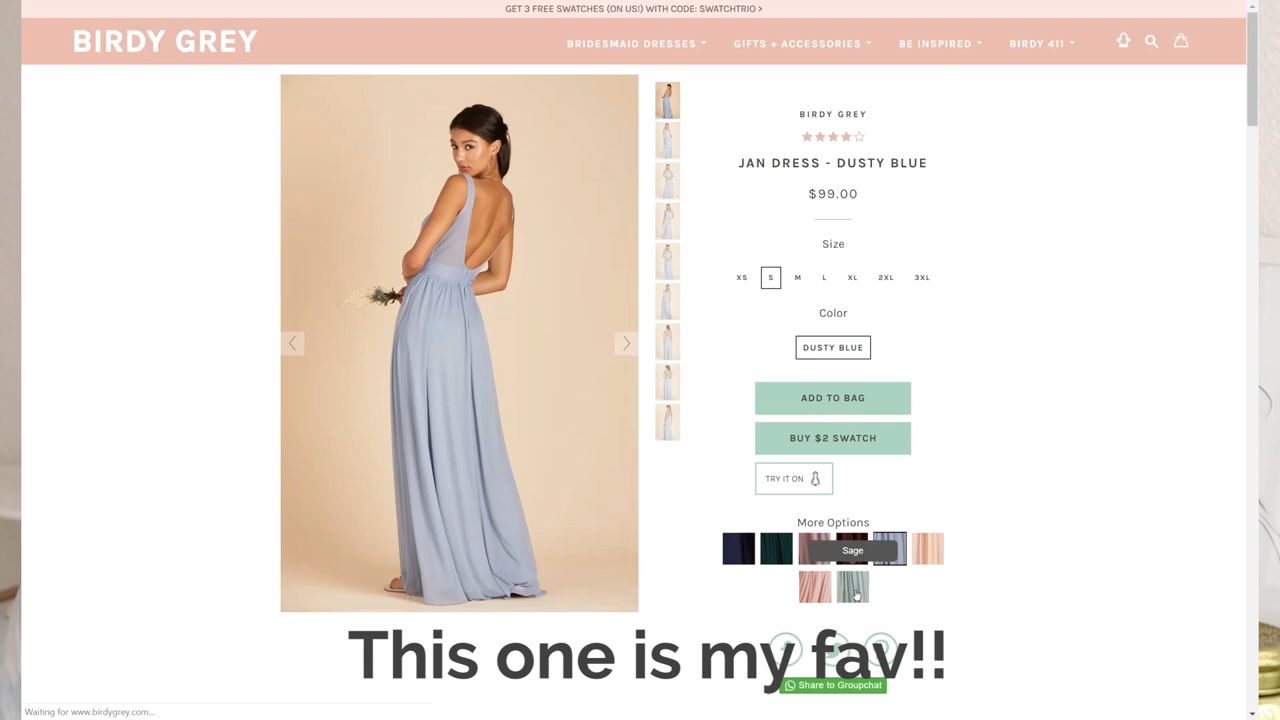 GET 3 FREE SWATCHES (ON US!) WITH CODE: SWATCHTRIO >
BIRDY GREY
BRIDESMAID DRESSES
GIFTS + ACCESSORIES
BE INSPIRED
BIRDY 411
BIRDY GREY
JAN DRESS - DUSTY BLUE
$99.00
Size
XS S M L XL 2XL 3XL
Color
DUSTY BLUE
ADD TO BAG
BUY $2 SWATCH
TRY IT ON
More Options
Sage
This one is my fav!!
Share to Groupchat
Waiting for www.birdygrey.com...